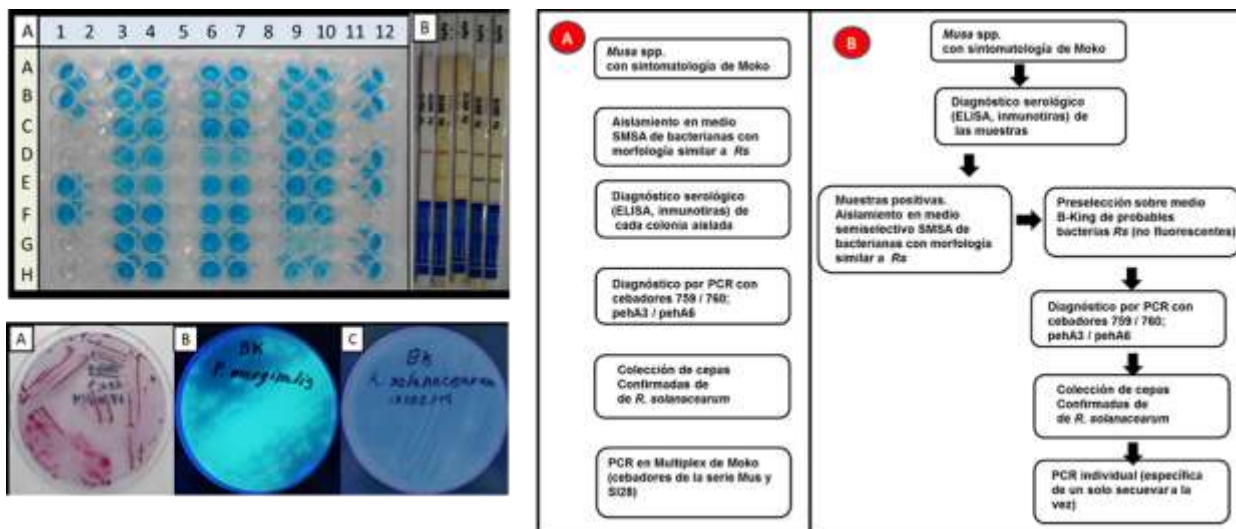 A 1 2 3 4 5 6 7 8 9 10 11 12
A
B
C
D
E
F
G
H
B
A
B
BK
P. marginalis
C
BK
R. solanacearum
A
Musa spp.
con sintomatología de Moko
Aislamiento en medio
SMSA de bacterianas con
morfología similar a Rs
Diagnóstico serológico
(ELISA, inmunotiras) de
cada colonia aislada
Diagnóstico por PCR con
cebadores 759 / 760;
pehA3 / pehA6
Colección de cepas
Confirmadas de
de R. solanacearum
PCR en Multiplex de Moko
(cebadores de la serie Mus y
SI28)
B
Musa spp.
con sintomatología de Moko
Diagnóstico serológico
(ELISA, inmunotiras) de
las muestras
Muestras positivas.
Aislamiento en medio
semiselectivo SMSA de
bacterianas con morfología
similar a Rs
Preselección sobre medio
B-King de probables
bacterias Rs (no fluorescentes)
Diagnóstico por PCR con
cebadores 759 / 760;
pehA3 / pehA6
Colección de cepas
Confirmadas de
de R. solanacearum
PCR individual (específica
de un solo secuevar a la
vez)